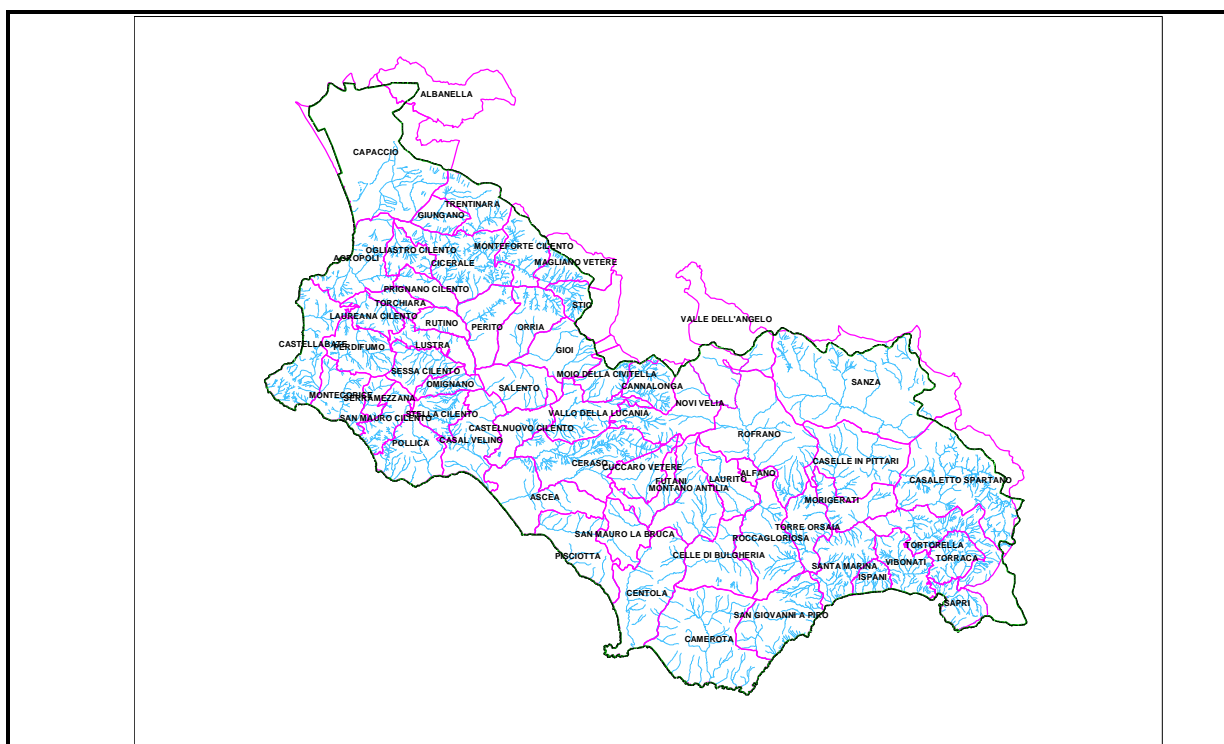 ALBANELLA
CAPACCIO
TRENTINARA
GIUNGANO
MONTEFORTE CILENTO
OGLIASTRO CILENTO
AGROPOLI
CICERALE
MAGLIANO VETERE
PRIGNANO CILENTO
STIO
TORCHIARA
LAUREANA CILENTO
RUTINO
PERITO
ORRIA
VALLE DELL'ANGELO
CASTELLABATE
PERDIFUMO
LUSTRA
GIOI
SESSA CILENTO
MOIO DELLA CIVITELLA
OMIGNANO
SALENTO
CANNALONGA
SANZA
MONTECORICE
SERRAMEZZANA
NOVI VELIA
SAN MAURO CILENTO
STELLA CILENTO
VALLO DELLA LUCANIA
CASTELNUOVO CILENTO
ROFRANO
POLLICA
CASAL VELINO
CERASO
CUCCARO VETERE
CASELLE IN PITTARI
FUTANI
LAURITO
ALFANO
CASALETTO SPARTANO
MONTANO ANTILIA
ASCEA
MORIGERATI
SAN MAURO LA BRUCA
TORRE ORSAIA
ROCCAGLORIOSA
TORTORELLA
PISCIOTTA
CELLE DI BULGHERIA
TORRACA
VIBONATI
SANTA MARINA
ISPANI
CENTOLA
SAPRI
SAN GIOVANNI A PIRO
CAMEROTA